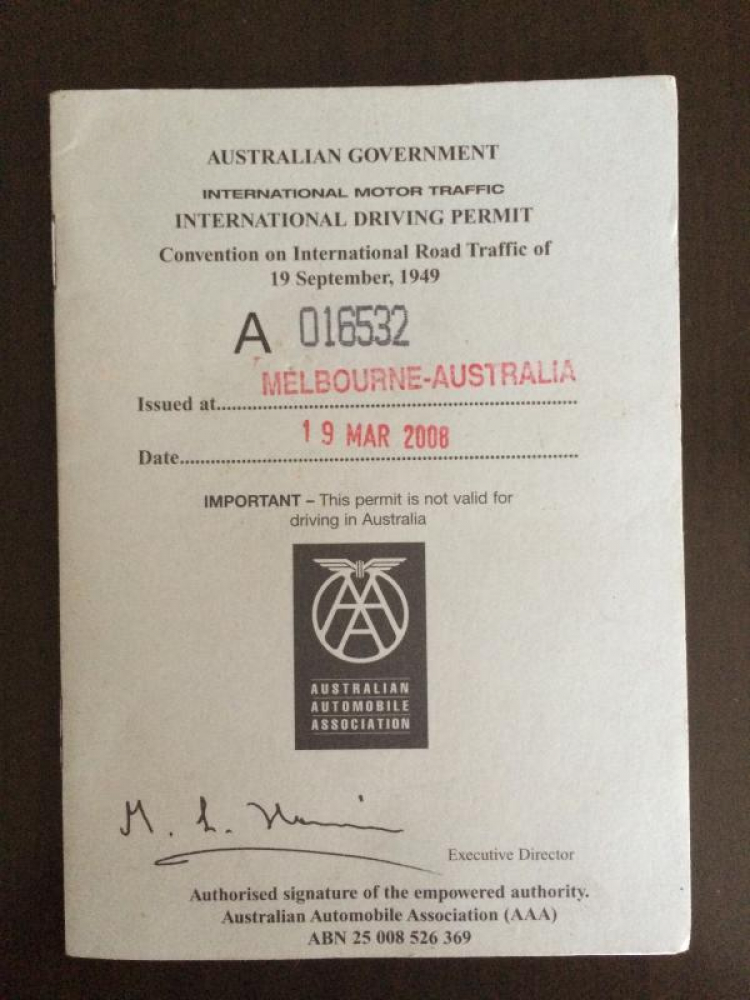 AUSTRALIAN GOVERNMENT
INTERNATIONAL MOTOR TRAFFIC
INTERNATIONAL DRIVING PERMIT
Convention on International Road Traffic of
19 September, 1949
A 016532
MELBOURNE-AUSTRALIA
Issued at
19 MAR 2008
Date
IMPORTANT – This permit is not valid for
driving in Australia
AAA
AUSTRALIAN
AUTOMOBILE
ASSOCIATION
M. L.
Executive Director
Authorised signature of the empowered authority.
Australian Automobile Association (AAA)
ABN 25 008 526 369